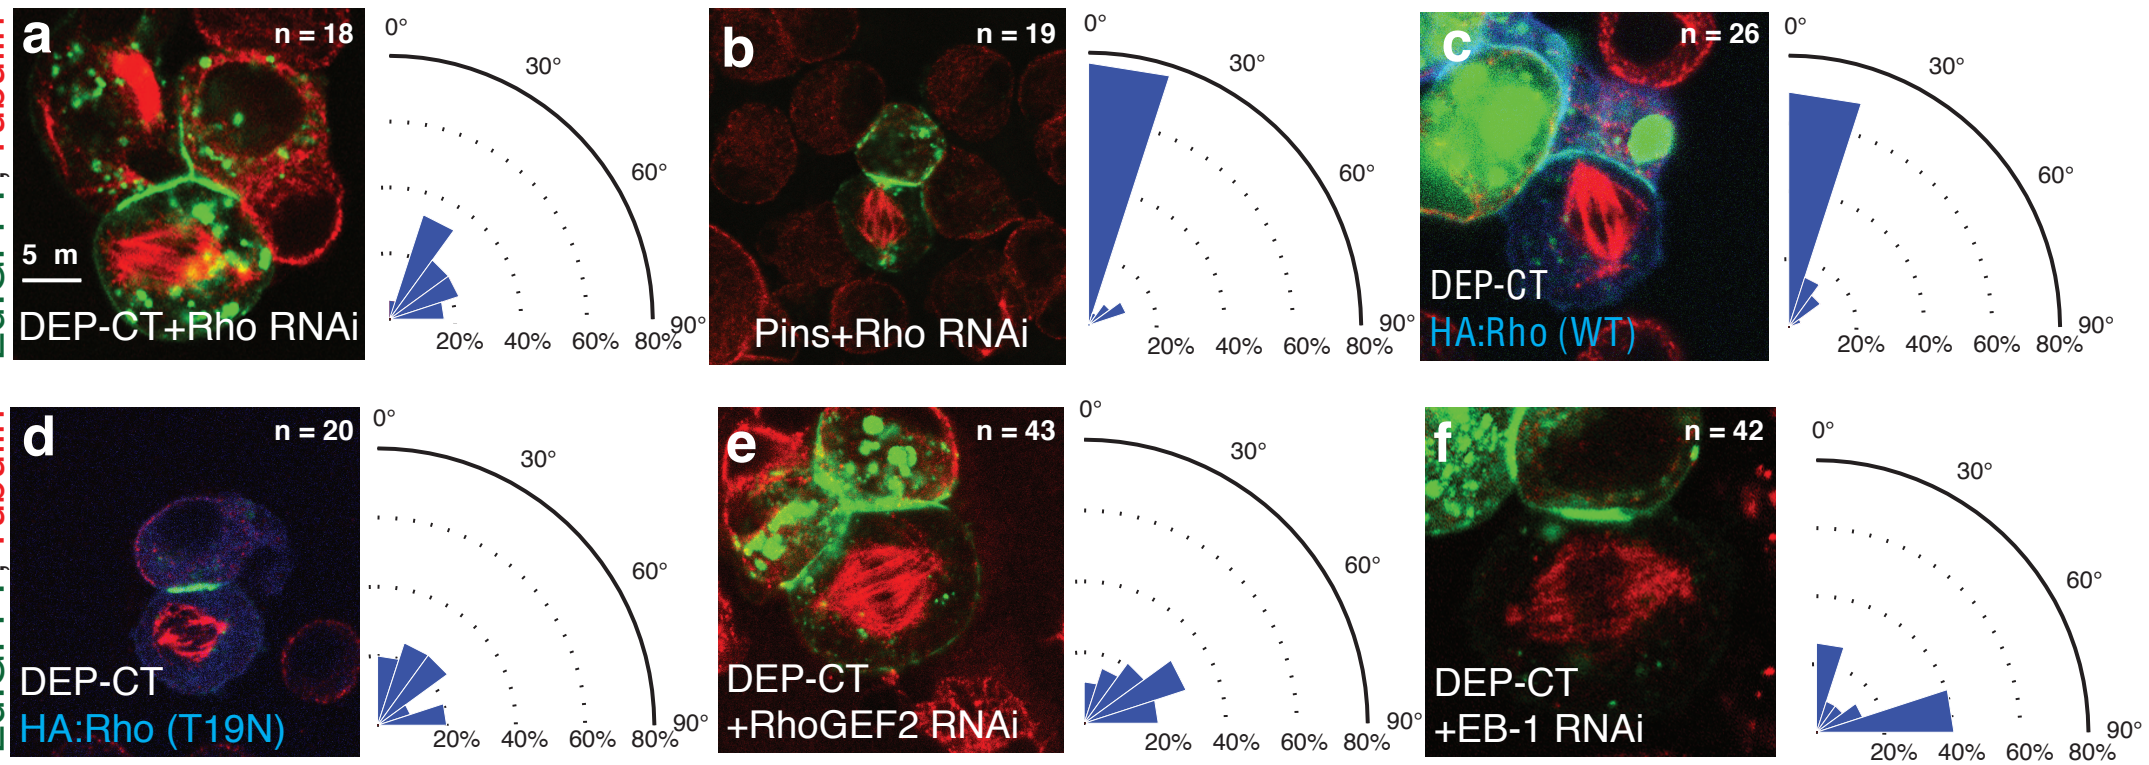 a
n = 18
5 m
DEP-CT+Rho RNAi
0°
30°
60°
90°
20% 40% 60% 80%
b
n = 19
Pins+Rho RNAi
0°
30°
60°
90°
20% 40% 60% 80%
c
n = 26
DEP-CT
HA:Rho (WT)
0°
30°
60°
90°
20% 40% 60% 80%
d
n = 20
DEP-CT
HA:Rho (T19N)
0°
30°
60°
90°
20% 40% 60% 80%
e
n = 43
DEP-CT
+RhoGEF2 RNAi
0°
30°
60°
90°
20% 40% 60% 80%
f
n = 42
DEP-CT
+EB-1 RNAi
0°
30°
60°
90°
20% 40% 60% 80%